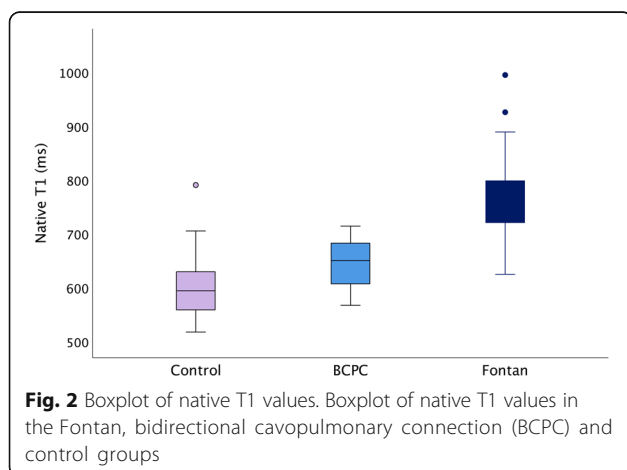 1000
900
800
700
600
500
Native T1 (ms)
Control BCPC Fontan
Fig. 2 Boxplot of native T1 values. Boxplot of native T1 values in
the Fontan, bidirectional cavopulmonary connection (BCPC) and
control groups